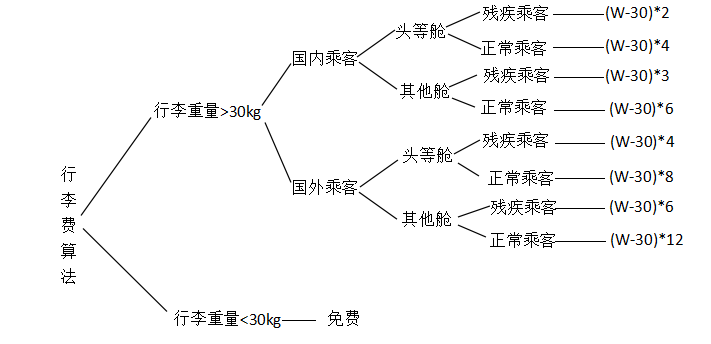 行李费算法
行李重量>30kg
国内乘客
头等舱
残疾乘客
(W-30)*2
正常乘客
(W-30)*4
其他舱
残疾乘客
(W-30)*3
正常乘客
(W-30)*6
国外乘客
头等舱
残疾乘客
(W-30)*4
正常乘客
(W-30)*8
其他舱
残疾乘客
(W-30)*6
正常乘客
(W-30)*12
行李重量<30kg
免费